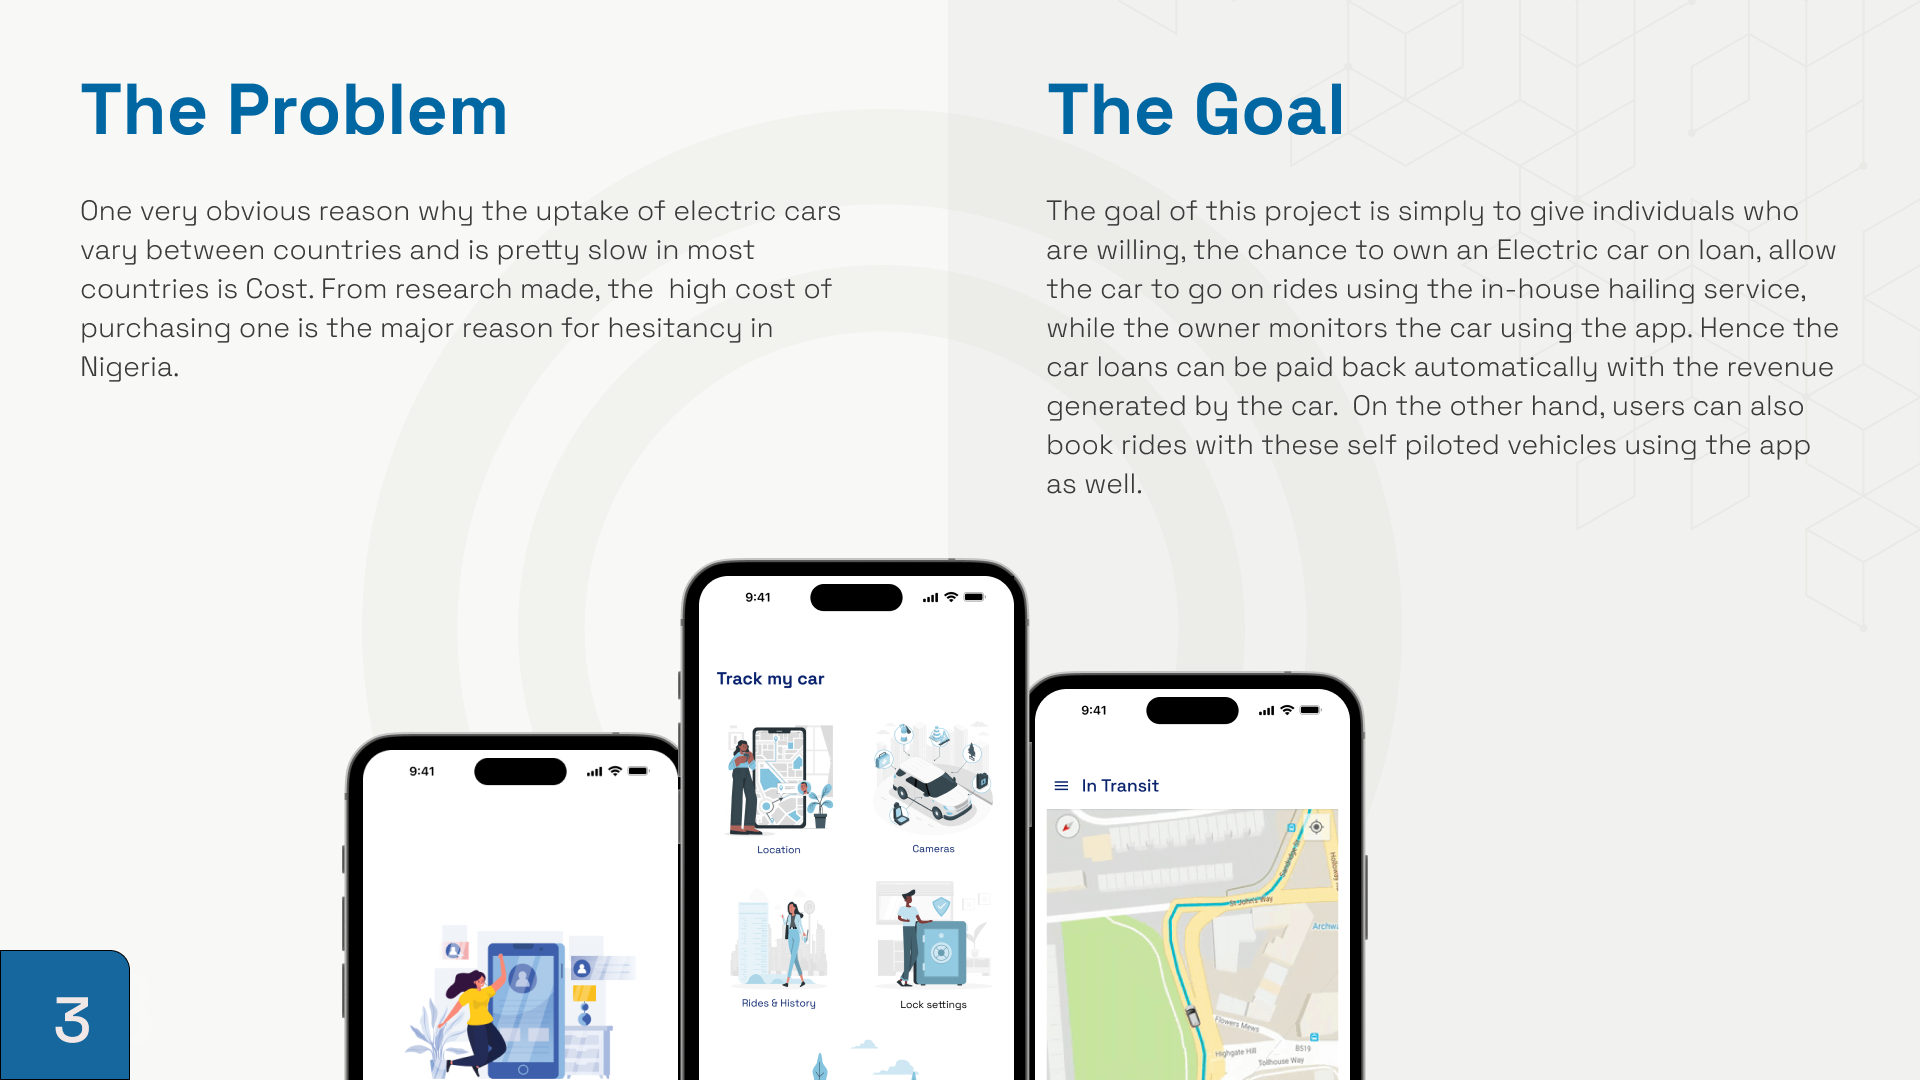 The Problem
One very obvious reason why the uptake of electric cars
vary between countries and is pretty slow in most
countries is Cost. From research made, the  high cost of
purchasing one is the major reason for hesitancy in
Nigeria.
The Goal
The goal of this project is simply to give individuals who
are willing, the chance to own an Electric car on loan, allow
the car to go on rides using the in-house hailing service,
while the owner monitors the car using the app. Hence the
car loans can be paid back automatically with the revenue
generated by the car.  On the other hand, users can also
book rides with these self piloted vehicles using the app
as well.
9:41
9:41
Track my car
Location
Cameras
Rides & History
Lock settings
9:41
In Transit
Sandridge St
Holloway
St John's Way
Archwa
Flowers Mews
Highgate Hill
B519
Tollhouse Way
3